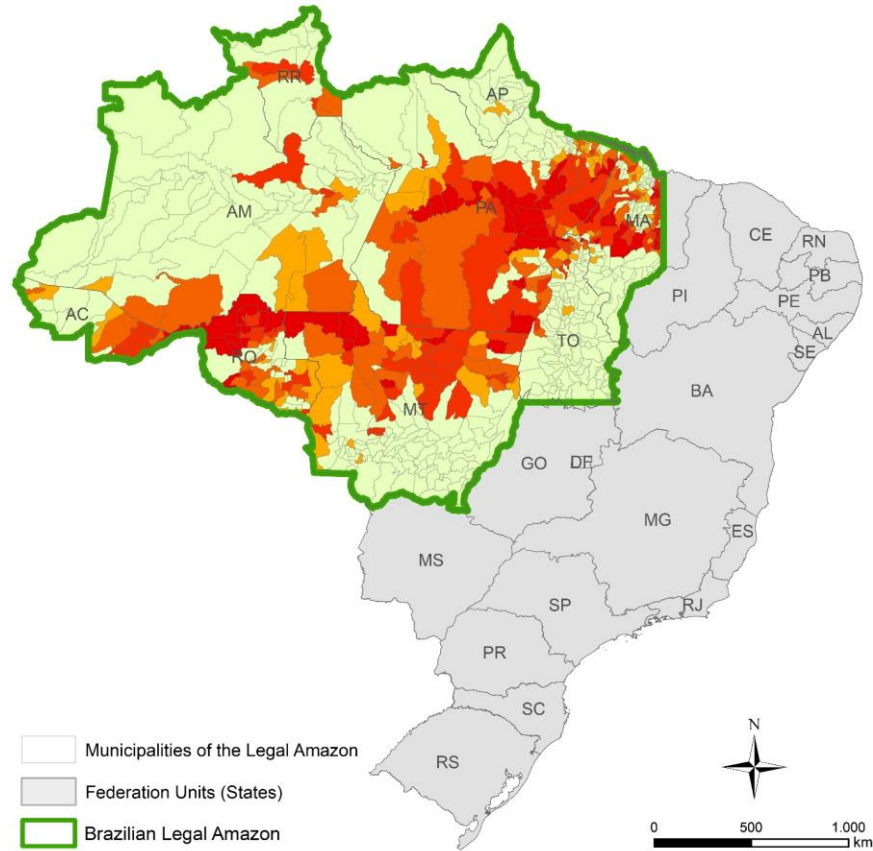 RR
AP
AM
PA
MA
CE
RN
PB
AC
PI
PE
TO
AL
RO
SE
MT
BA
GO
DF
MG
ES
MS
SP
RJ
PR
SC
RS
N
Municipalities of the Legal Amazon
Federation Units (States)
Brazilian Legal Amazon
0 500 1.000
km